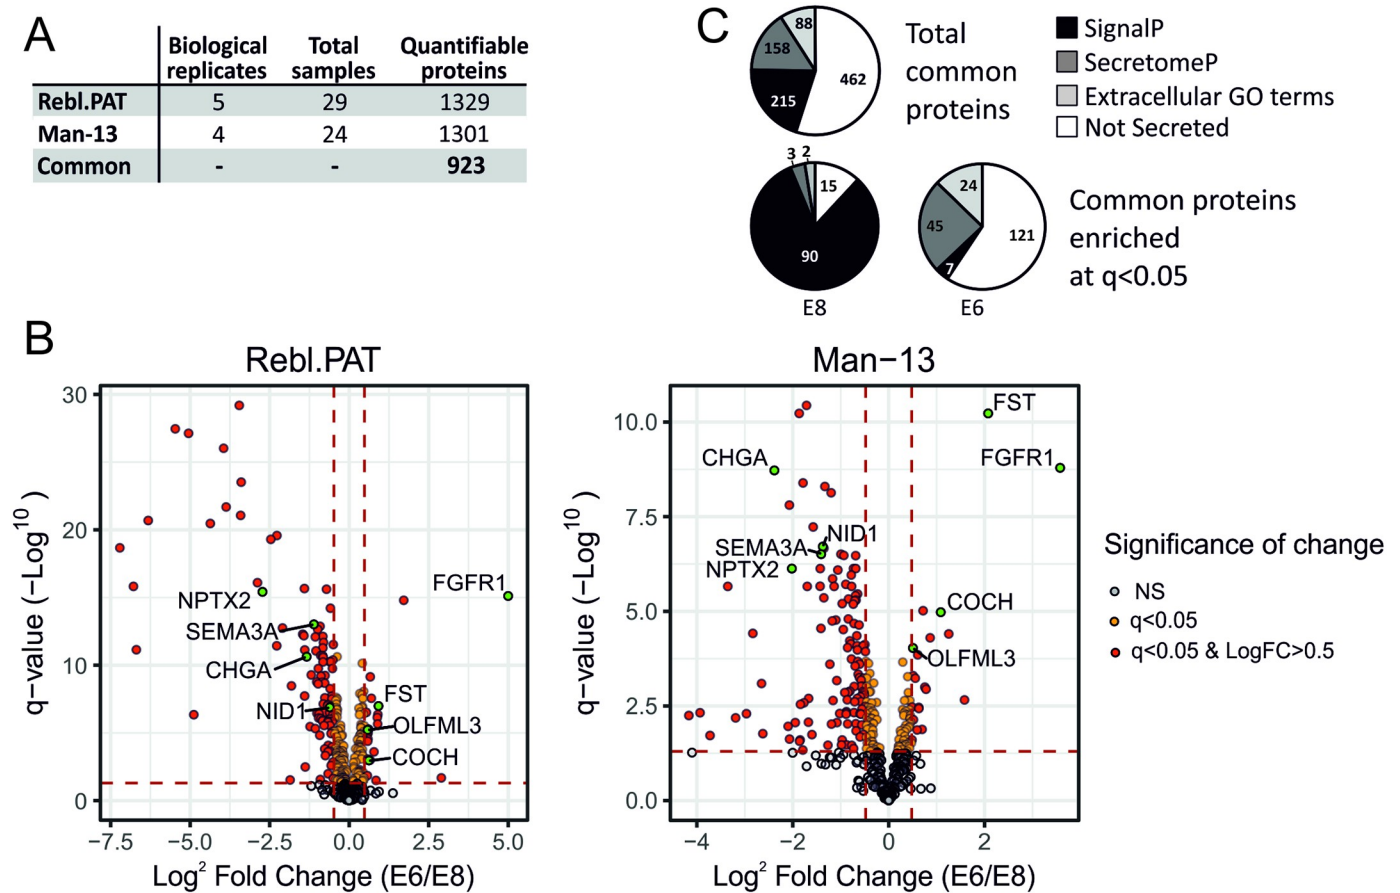 A
Biological replicates Total samples Quantifiable proteins
Rebl.PAT 5 29 1329
Man-13 4 24 1301
Common - - 923
C
88
158
462
215
Total
common
proteins
SignalP
SecretomeP
Extracellular GO terms
Not Secreted
3 2
15
90
E8
24
45
121
7
E6
Common proteins
enriched
at q<0.05
B
Rebl.PAT
q-value (-Log10)
30
20
10
0
−7.5 −5.0 −2.5 0.0 2.5 5.0
Log2 Fold Change (E6/E8)
FGFR1
NPTX2
SEMA3A
CHGA
NID1
FST
OLFML3
COCH
Man−13
q-value (-Log10)
10.0
7.5
5.0
2.5
0.0
−4 −2 0 2
Log2 Fold Change (E6/E8)
FST
CHGA
FGFR1
NID1
SEMA3A
NPTX2
COCH
OLFML3
Significance of change
NS
q<0.05
q<0.05 & LogFC>0.5